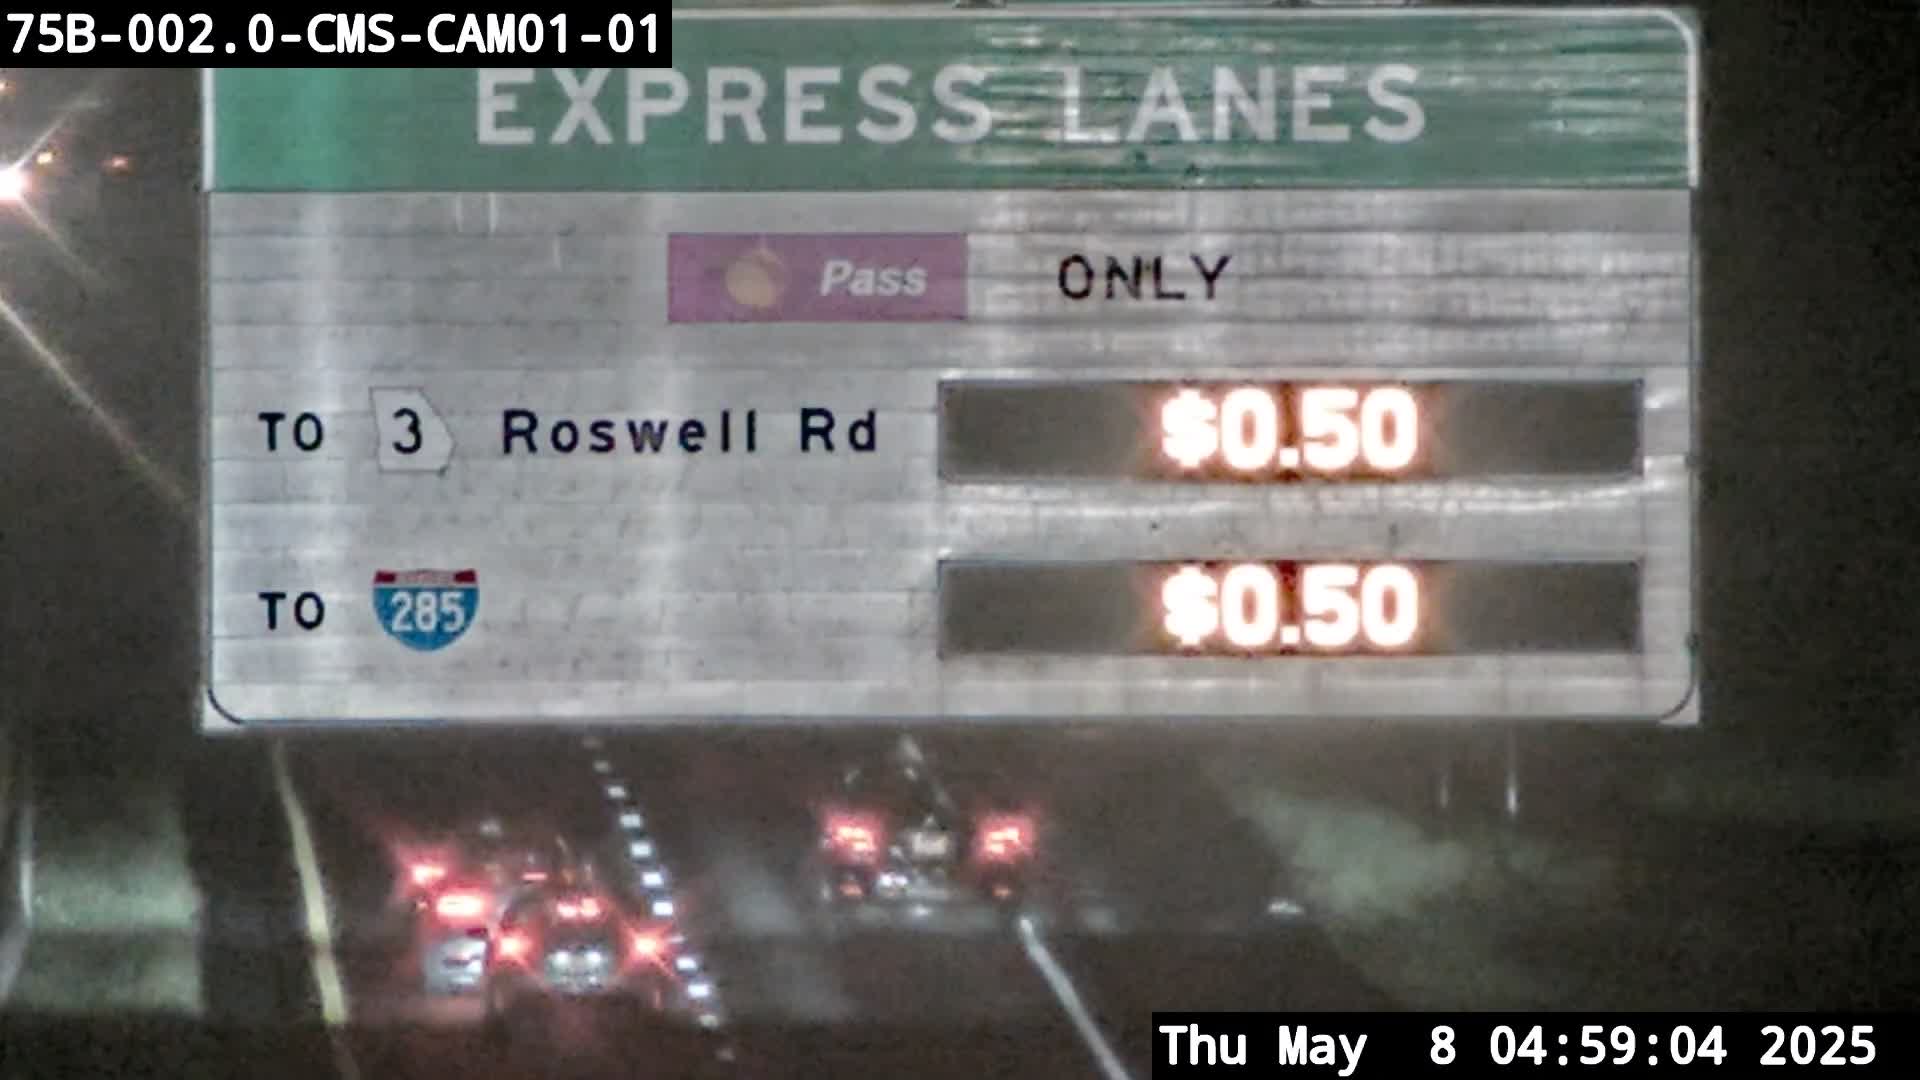 75B-002.0-CMS-CAM01-01
EXPRESS LANES
Pass ONLY
TO 3 Roswell Rd $0.50
TO 285 $0.50
Thu May 8 04:59:04 2025